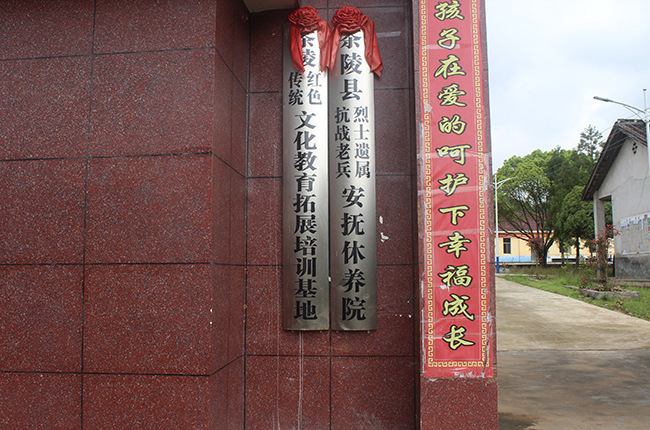 茶陵
红色
传统
文化教育拓展培训基地
茶陵县
烈士遗属
抗战老兵
安抚休养院
孩子在爱的呵护下幸福成长